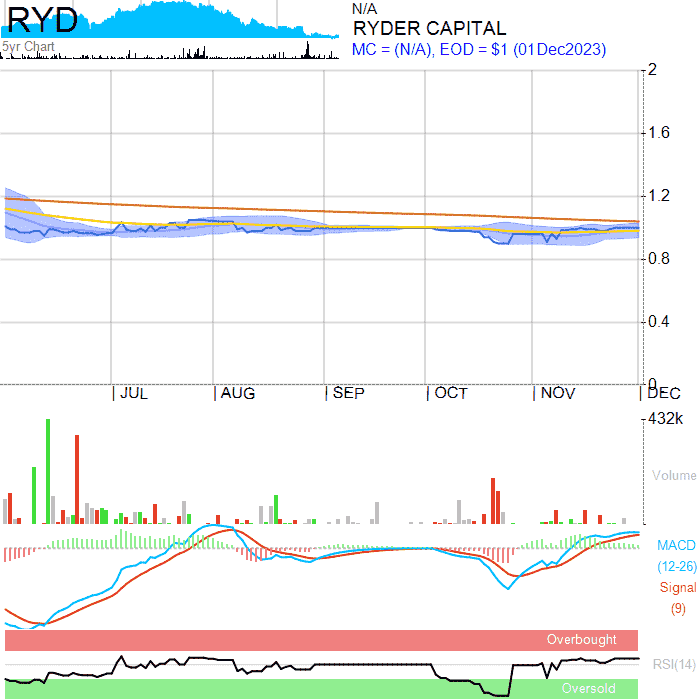 RYD
5yr Chart
N/A
RYDER CAPITAL
MC = (N/A), EOD = $1 (01Dec2023)
2
1.6
1.2
0.8
0.4
0
JUL AUG SEP OCT NOV DEC
432k
Volume
MACD
(12-26)
Signal
(9)
Overbought
RSI(14)
Oversold